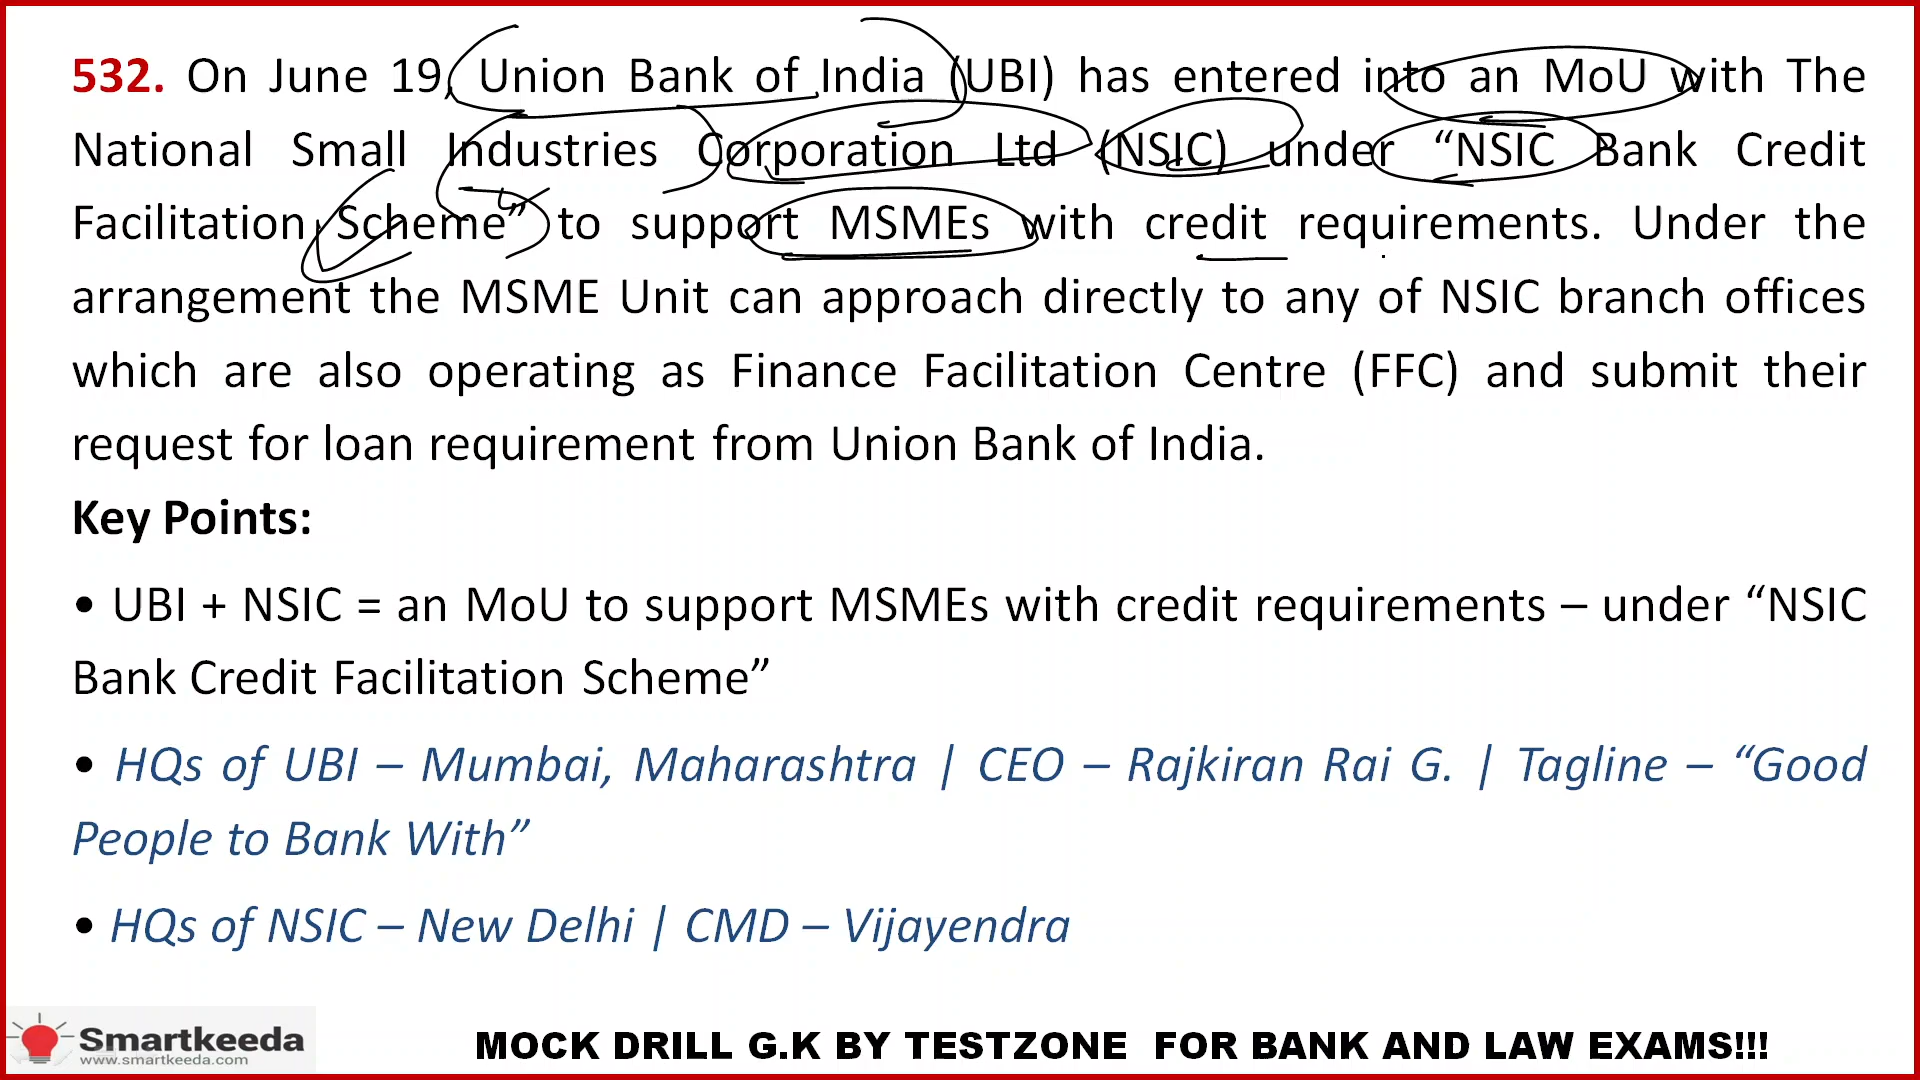 532. On June 19, Union Bank of India (UBI) has entered into an MoU with The
National Small Industries Corporation Ltd (NSIC) under “NSIC Bank Credit
Facilitation Scheme” to support MSMEs with credit requirements. Under the
arrangement the MSME Unit can approach directly to any of NSIC branch offices
which are also operating as Finance Facilitation Centre (FFC) and submit their
request for loan requirement from Union Bank of India.
Key Points:
• UBI + NSIC = an MoU to support MSMEs with credit requirements – under “NSIC
Bank Credit Facilitation Scheme”
• HQs of UBI – Mumbai, Maharashtra | CEO – Rajkiran Rai G. | Tagline – “Good
People to Bank With”
• HQs of NSIC – New Delhi | CMD – Vijayendra
Smartkeeda
www.smartkeeda.com
MOCK DRILL G.K BY TESTZONE FOR BANK AND LAW EXAMS!!!